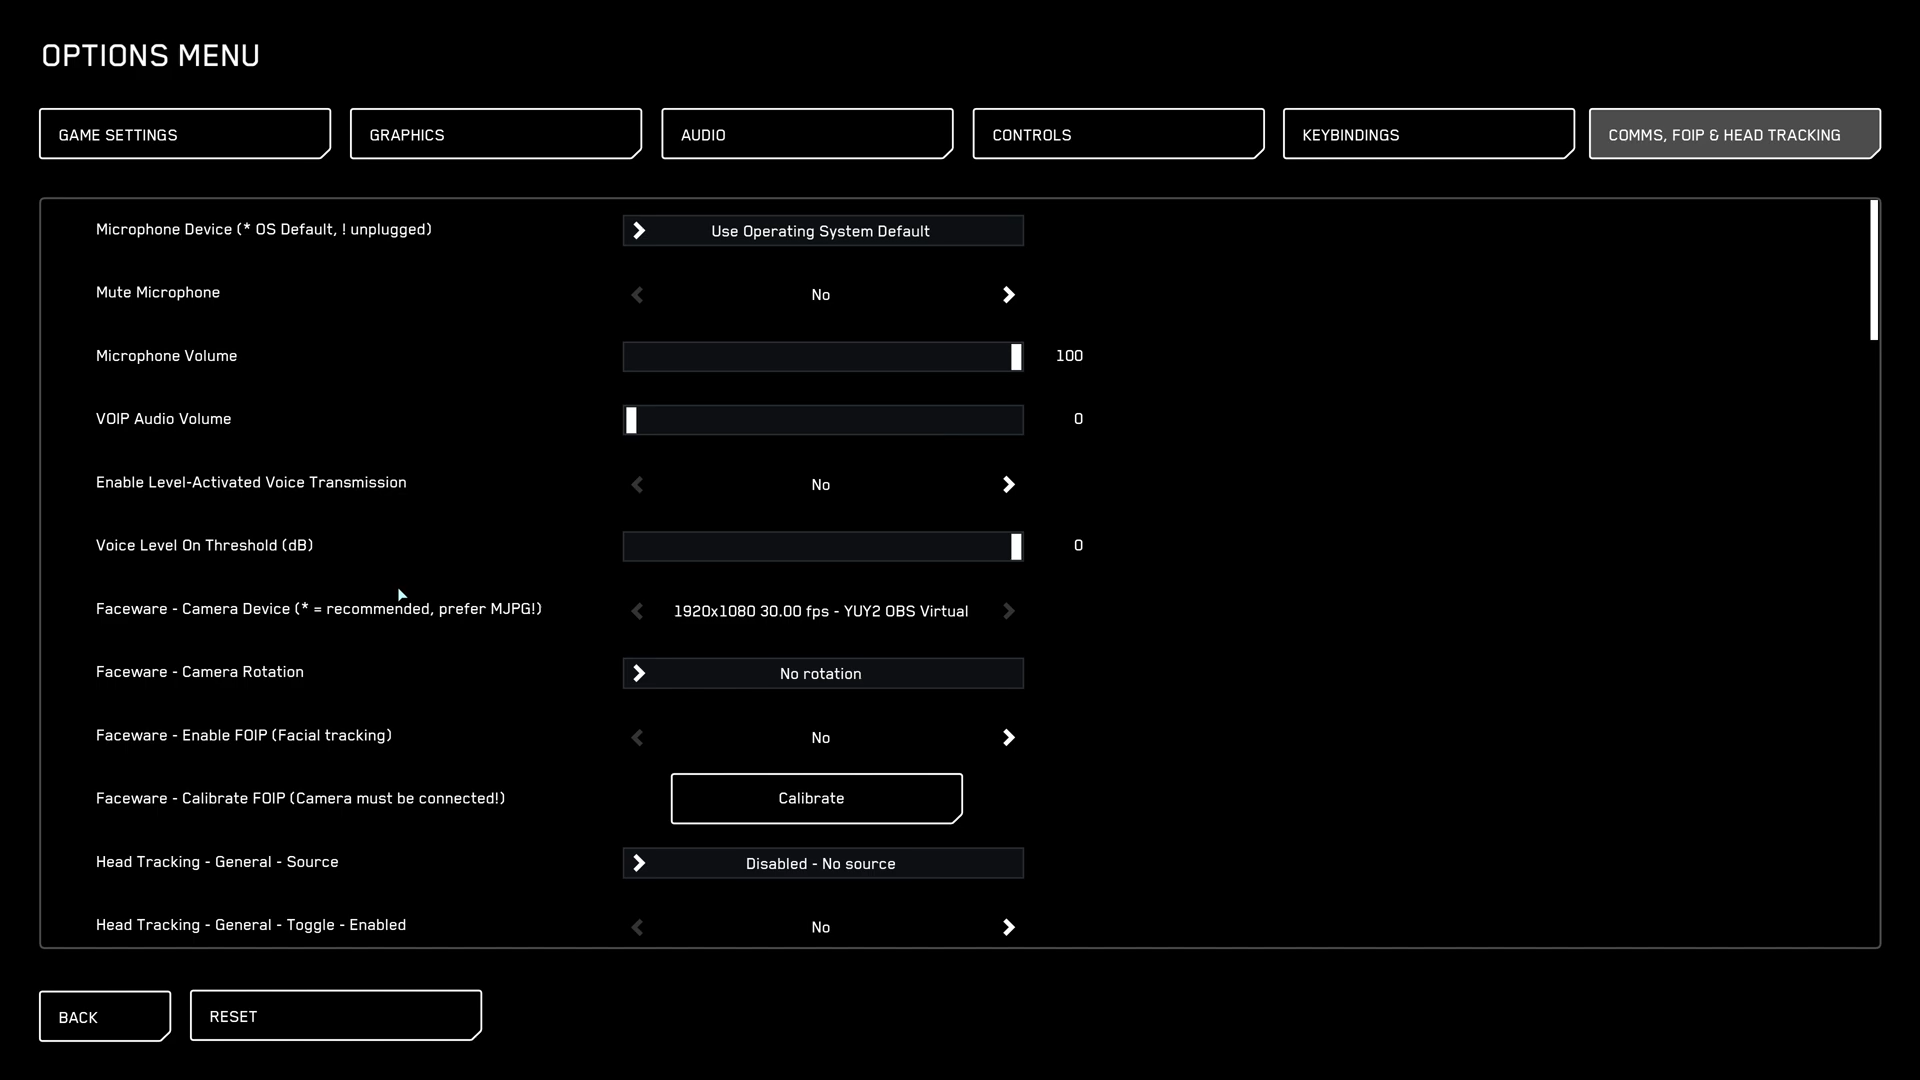 OPTIONS MENU
GAME SETTINGS
GRAPHICS
AUDIO
CONTROLS
KEYBINDINGS
COMMS, FOIP & HEAD TRACKING
Microphone Device (* OS Default, ! unplugged)
Use Operating System Default
Mute Microphone
No
Microphone Volume
100
VOIP Audio Volume
0
Enable Level-Activated Voice Transmission
No
Voice Level On Threshold (dB)
0
Faceware - Camera Device (* = recommended, prefer MJPG!)
1920x1080 30.00 fps - YUY2 OBS Virtual
Faceware - Camera Rotation
No rotation
Faceware - Enable FOIP (Facial tracking)
No
Faceware - Calibrate FOIP (Camera must be connected!)
Calibrate
Head Tracking - General - Source
Disabled - No source
Head Tracking - General - Toggle - Enabled
No
BACK
RESET